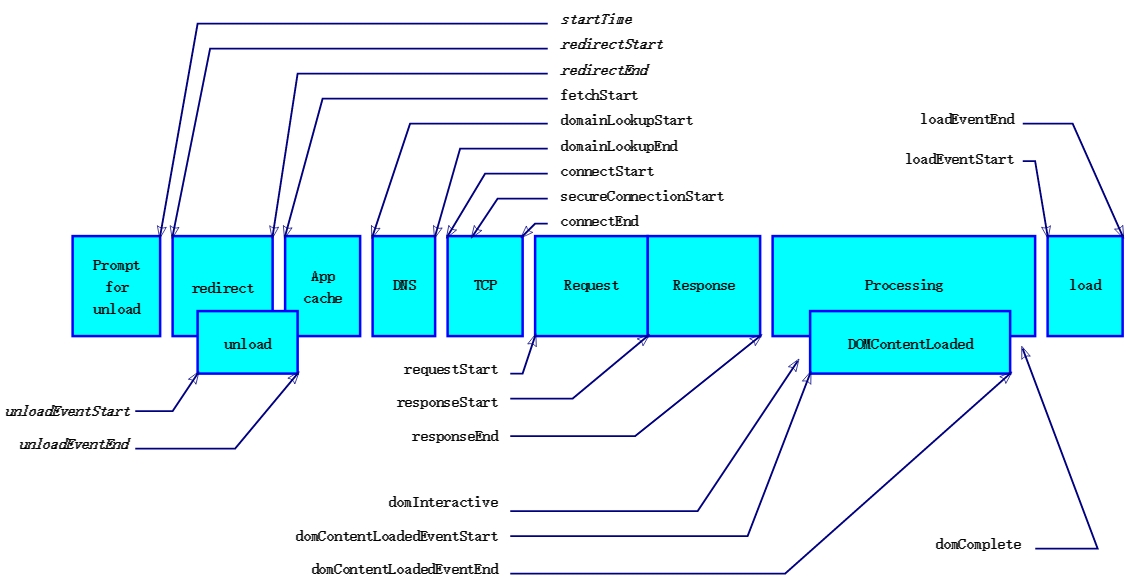 startTime
redirectStart
redirectEnd
fetchStart
domainLookupStart
domainLookupEnd
connectStart
secureConnectionStart
connectEnd
loadEventEnd
loadEventStart
Prompt
for
unload
redirect
unload
App
cache
DNS
TCP
Request
Response
Processing
DOMContentLoaded
load
requestStart
responseStart
responseEnd
unloadEventStart
unloadEventEnd
domInteractive
domContentLoadedEventStart
domContentLoadedEventEnd
domComplete